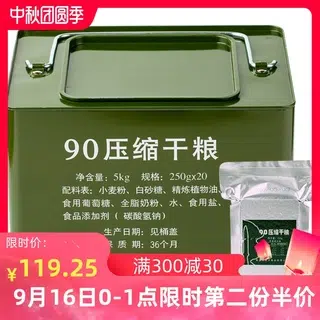 中秋团圆季
90压缩干粮
净含量：5kg 规格：250gx20
配料表：小麦粉、白砂糖、精炼植物油、
食用葡萄糖、全脂奶粉、水、食用盐、
食品添加剂（碳酸氢钠）
生产日期：见桶盖
保质期：36个月
90压缩干粮
限时价：
¥119.25
满300减30
9月16日0-1点限时第二份半价